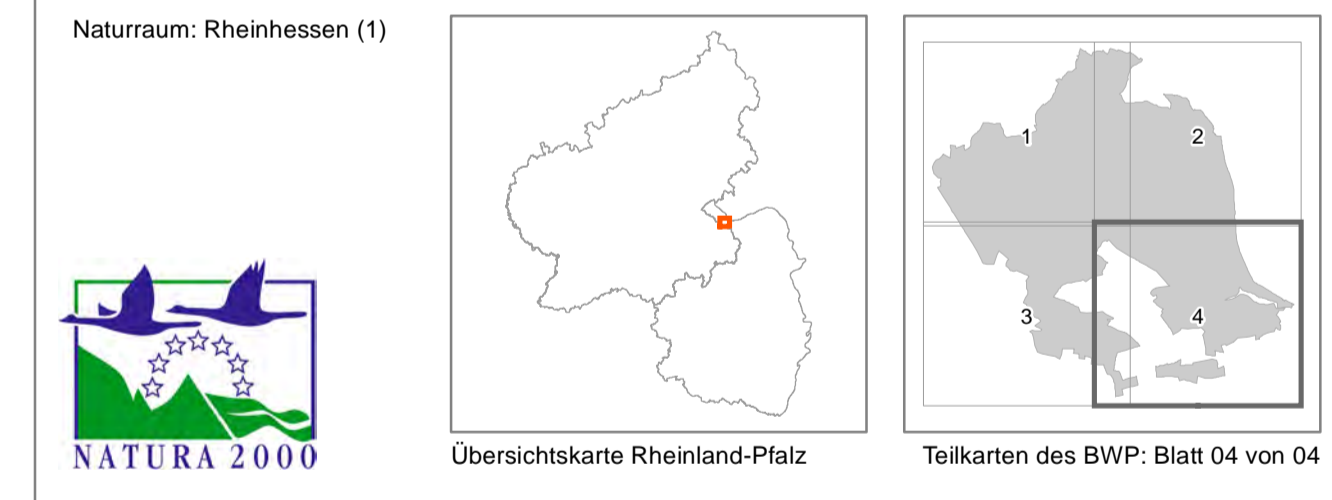 Naturraum: Rheinhessen (1)
NATURA 2000
Übersichtskarte Rheinland-Pfalz
1
2
3
4
Teilkarten des BWP: Blatt 04 von 04